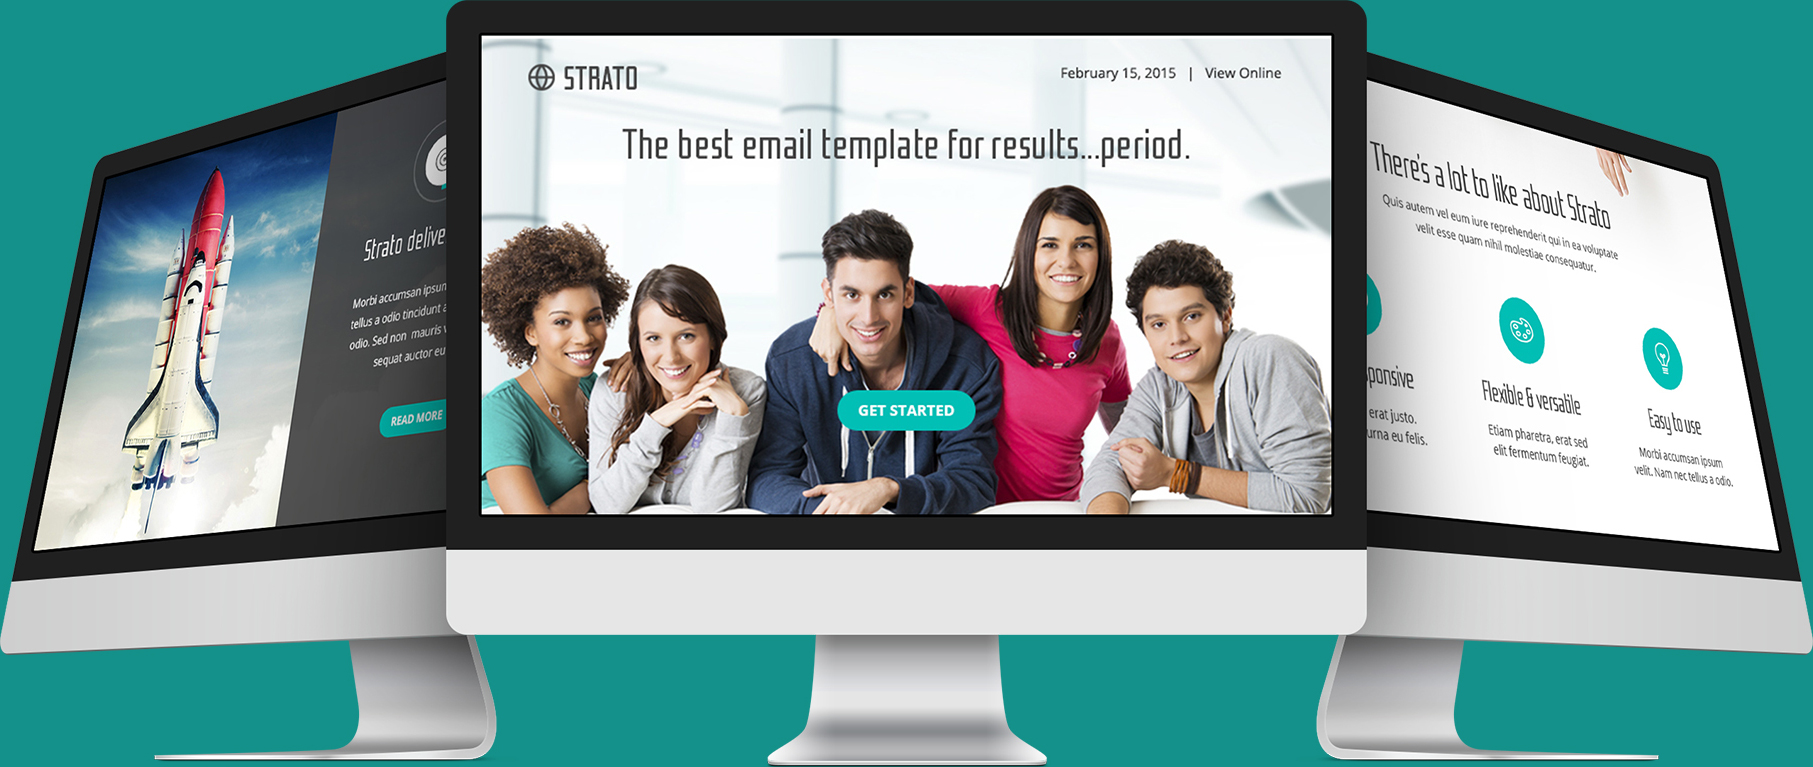 Strato
Morbi accumsan ipsum
tellus a odio tincidunt
odio. Sed non mauris
sequat auctor eu
READ MORE
STRATO
February 15, 2015 | View Online
The best email template for results...period.
GET STARTED
There's a lot to like about Strato
Quis autem vel eum iure reprehenderit qui in ea voluptate
velit esse quam nihil molestiae consequatur.
erat justo.
eu felis.
Flexible & versatile
Etiam pharetra, erat sed
elit fermentum feugiat.
Easy to use
Morbi accumsan ipsum
velit. Nam nec tellus a odio.